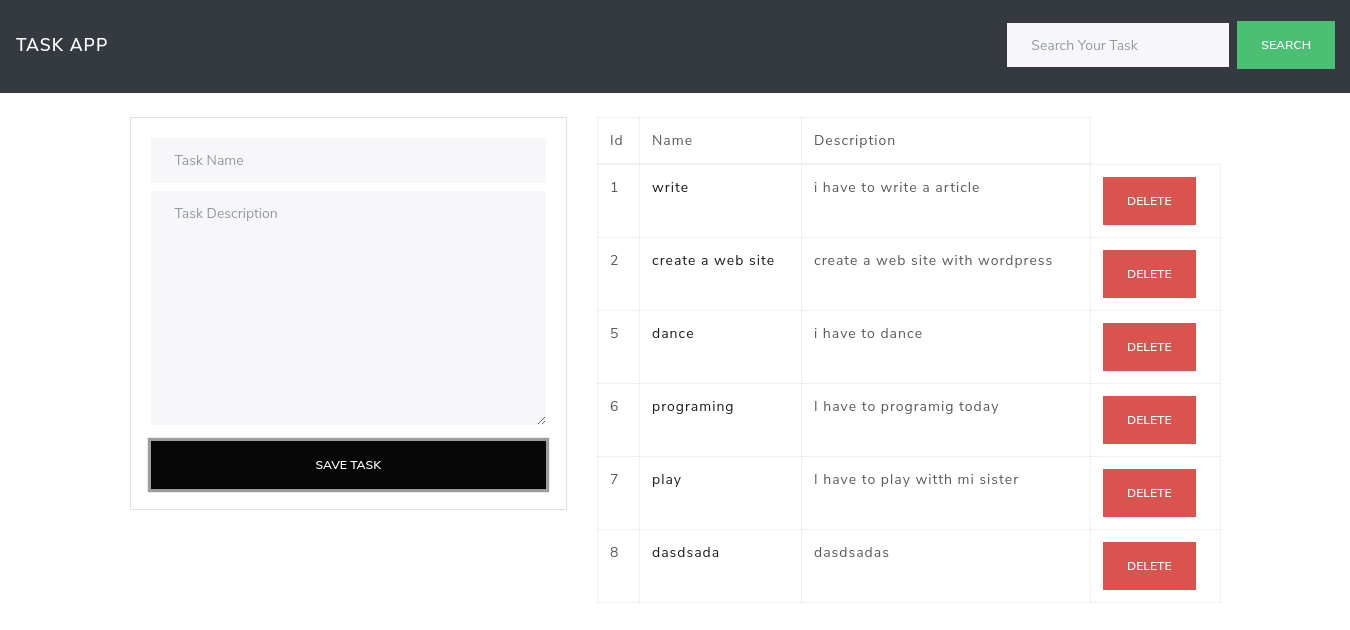 TASK APP
Search Your Task
SEARCH
Task Name
Task Description
SAVE TASK
Id Name Description
1 write i have to write a article DELETE
2 create a web site create a web site with wordpress DELETE
5 dance i have to dance DELETE
6 programing I have to programig today DELETE
7 play I have to play witth mi sister DELETE
8 dasdsada dasdsadas DELETE